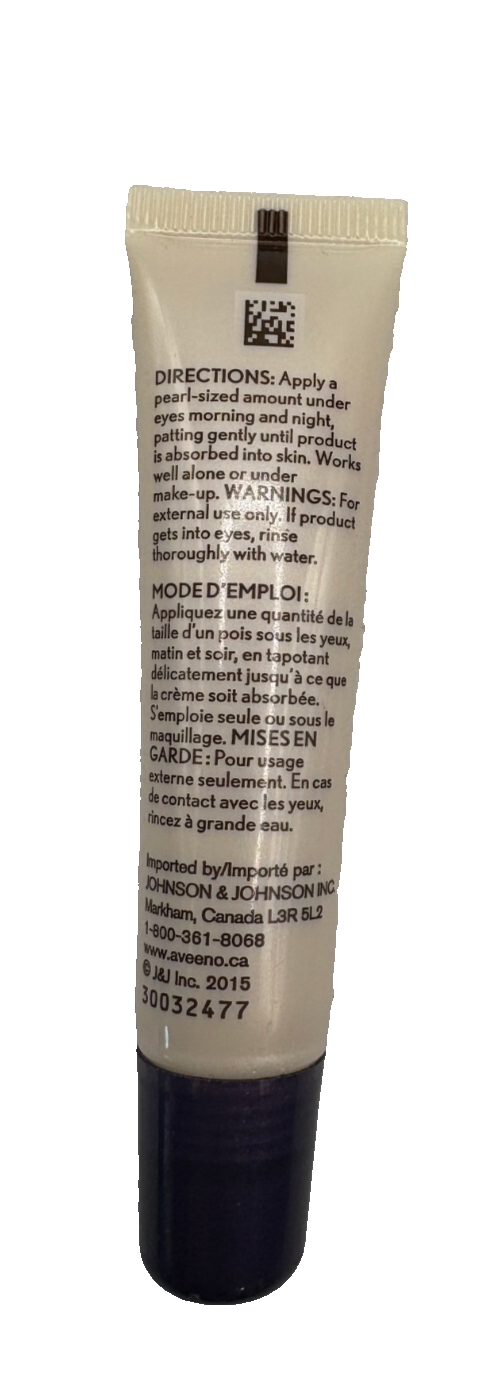 DIRECTIONS: Apply a
pearl-sized amount under
eyes morning and night,
patting gently until product
is absorbed into skin. Works
well alone or under
make-up. WARNINGS: For
external use only. If product
gets into eyes, rinse
thoroughly with water.
MODE D'EMPLOI :
Appliquez une quantité de la
taille d'un pois sous les yeux,
matin et soir, en tapotant
délicatement jusqu'à ce que
la crème soit absorbée.
S'emploie seule ou sous le
maquillage. MISES EN
GARDE : Pour usage
externe seulement. En cas
de contact avec les yeux,
rincez à grande eau.
Imported by/Importé par :
JOHNSON & JOHNSON INC.
Markham, Canada L3R 5L2
1-800-361-8068
www.aveeno.ca
© J&J Inc. 2015
30032477